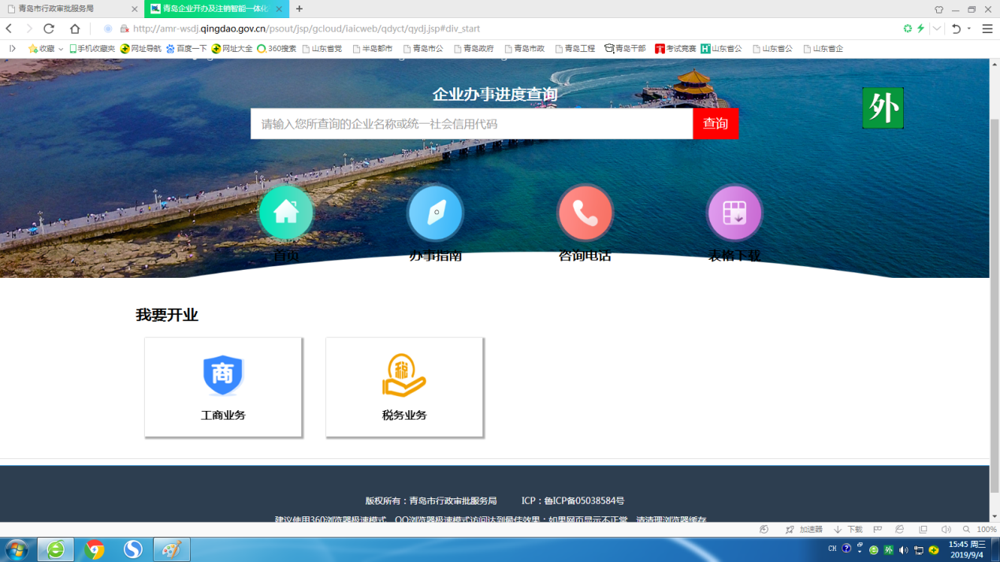 青岛市行政审批服务局
青岛企业开办及注销智能一体化
http://amr-wsdj.qingdao.gov.cn/psout/jsp/gcloud/iaicweb/qdyct/qydj.jsp#div_start
收藏 手机收藏夹 网址导航 百度一下 网址大全 360搜索 山东省党 半岛都市 青岛市公 青岛政府 青岛市政 青岛工程 青岛干部 考试竞赛 山东省公 山东省公 山东省企
企业办事进度查询
请输入您所查询的企业名称或统一社会信用代码 查询
外
首页 办事指南 咨询电话 表格下载
我要开业
商 税
工商业务 税务业务
版权所有：青岛市行政审批服务局 ICP：鲁ICP备05038584号
建议使用360浏览器极速模式、QQ浏览器极速模式访问达到最佳效果；如果网页显示不正常，请清理浏览器缓存
加速器 下载 100%
CH 外 15:45 周三
2019/9/4